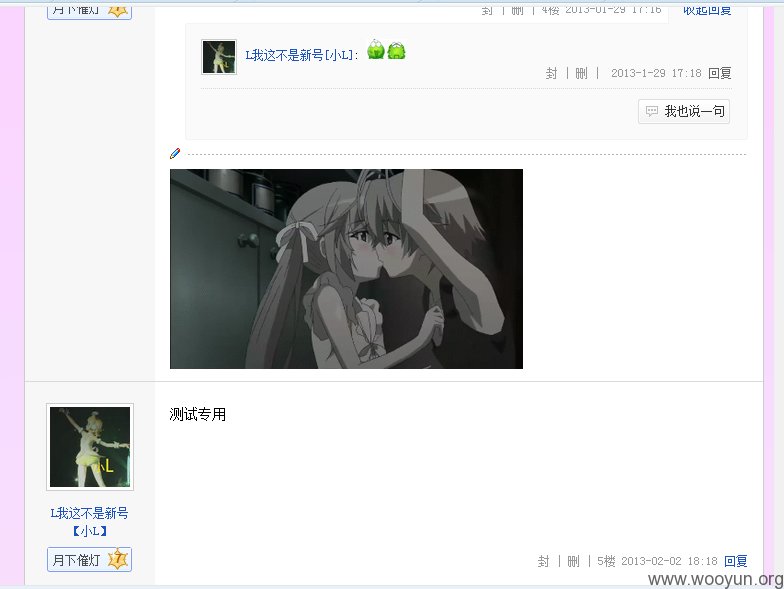 月下催灯 7
封 | 删 | 4楼 2013-01-29 17:16 收起回复
L我这不是新号[小L]:
封 | 删 | 2013-1-29 17:18 回复
我也说一句
测试专用
L
L我这不是新号
【小L】
月下催灯 7
封 | 删 | 5楼 2013-02-02 18:18 回复
www.wooyun.org